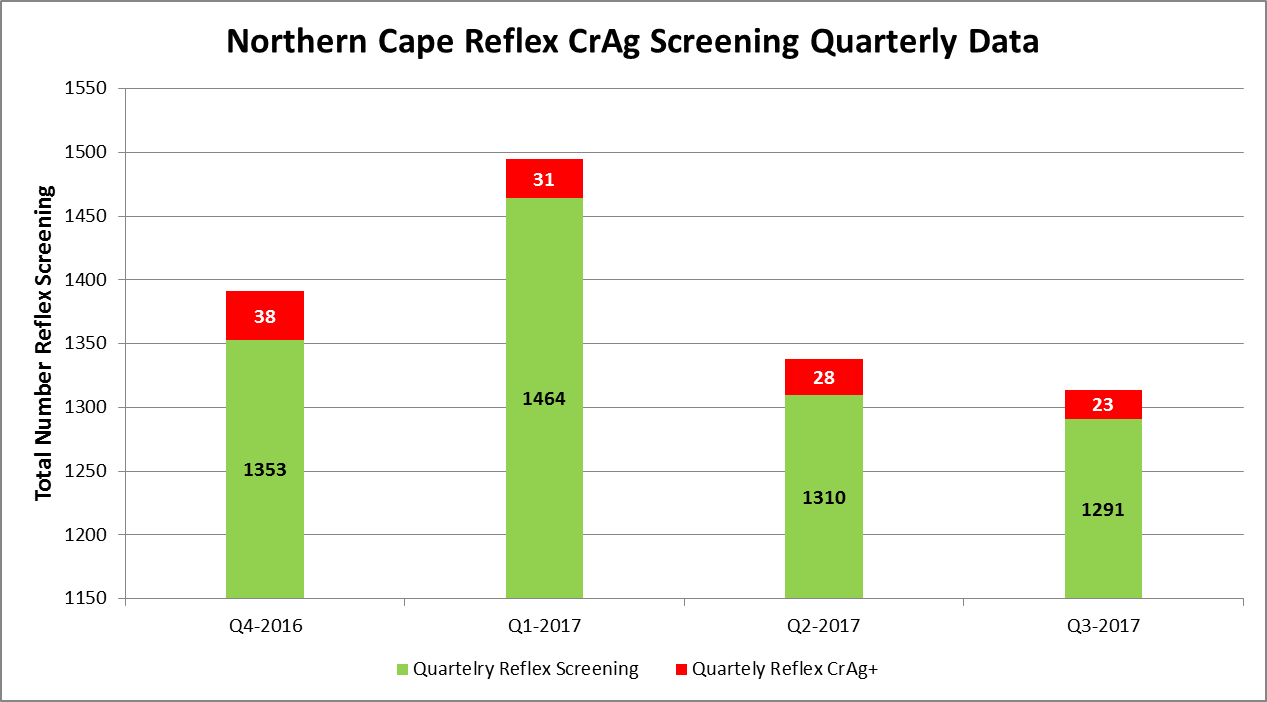 Northern Cape Reflex CrAg Screening Quarterly Data
Total Number Reflex Screening
1550
1500
1450
1400
1350
1300
1250
1200
1150
38
1353
31
1464
28
1310
23
1291
Q4-2016
Q1-2017
Q2-2017
Q3-2017
Quartelry Reflex Screening
Quartely Reflex CrAg+